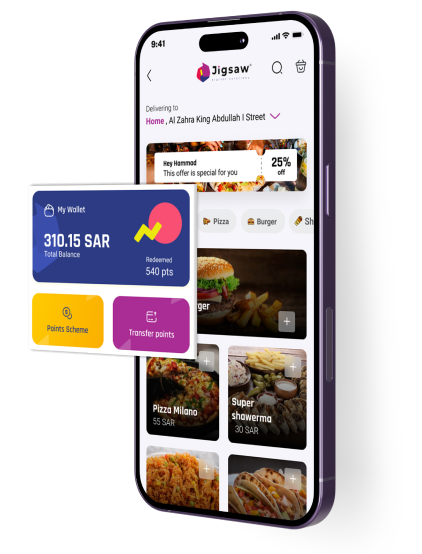 9:41
Jigsaw
Delivering to
Home , Al Zahra King Abdullah I Street
Hey Hammad
This offer is special for you
25%
off
Pizza
Burger
Sh
My Wallet
310.15 SAR
Total Balance
Redeemed
540 pts
Points Scheme
Transfer points
ger
Pizza Milano
55 SAR
Super
shawerma
30 SAR